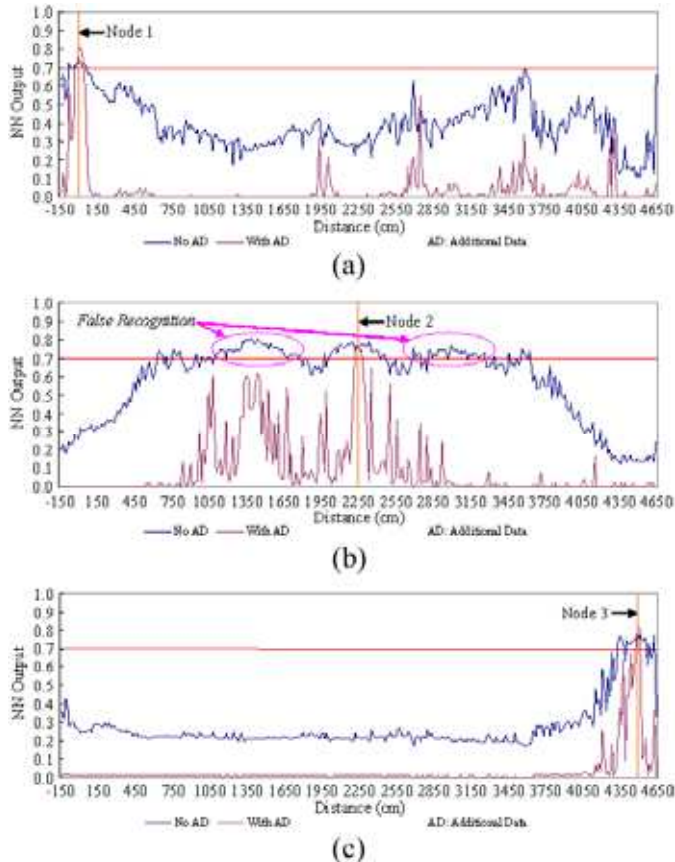 1.0
0.9
0.8
0.7
0.6
0.5
0.4
0.3
0.2
0.1
0.0
NN Output
Node 1
-150 150 450 750 1050 1350 1650 1950 2250 2550 2850 3150 3450 3750 4050 4350 4650
Distance (cm)
No AD With AD AD: Additional Data
(a)
1.0
0.9
0.8
0.7
0.6
0.5
0.4
0.3
0.2
0.1
0.0
NN Output
False Recognition
Node 2
-150 150 450 750 1050 1350 1650 1950 2250 2550 2850 3150 3450 3750 4050 4350 4650
Distance (cm)
No AD With AD AD: Additional Data
(b)
1.0
0.9
0.8
0.7
0.6
0.5
0.4
0.3
0.2
0.1
0.0
NN Output
Node 3
-150 150 450 750 1050 1350 1650 1950 2250 2550 2850 3150 3450 3750 4050 4350 4650
Distance (cm)
No AD With AD AD: Additional Data
(c)